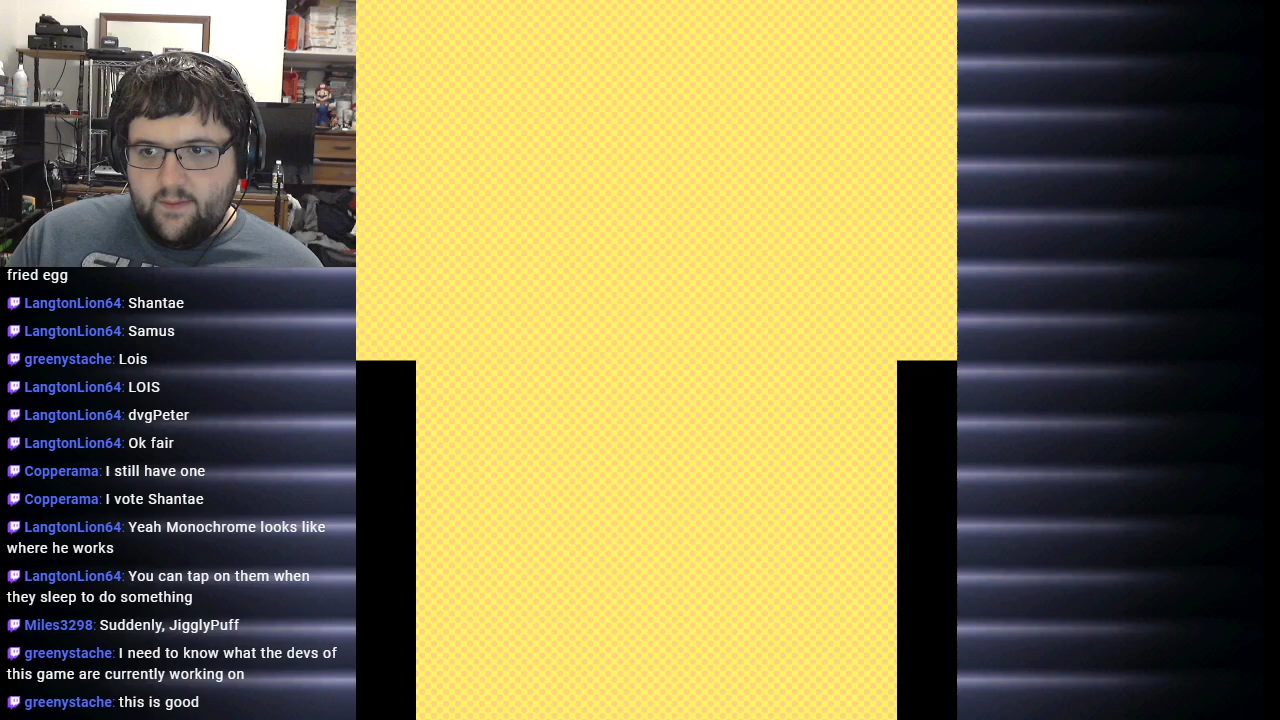 fried egg
LangtonLion64: Shantae
LangtonLion64: Samus
greenystache: Lois
LangtonLion64: LOIS
LangtonLion64: dvgPeter
LangtonLion64: Ok fair
Copperama: I still have one
Copperama: I vote Shantae
LangtonLion64: Yeah Monochrome looks like
where he works
LangtonLion64: You can tap on them when
they sleep to do something
Miles3298: Suddenly, JigglyPuff
greenystache: I need to know what the devs of
this game are currently working on
greenystache: this is good